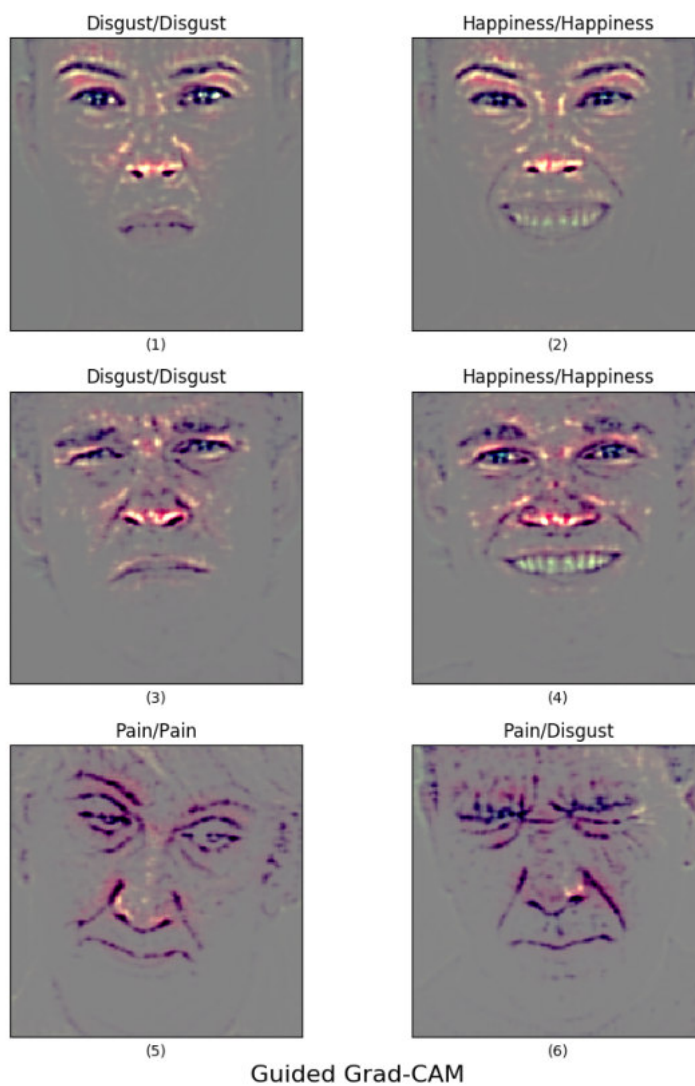 Disgust/Disgust
Happiness/Happiness
(1)
(2)
Disgust/Disgust
Happiness/Happiness
(3)
(4)
Pain/Pain
Pain/Disgust
(5)
(6)
Guided Grad-CAM